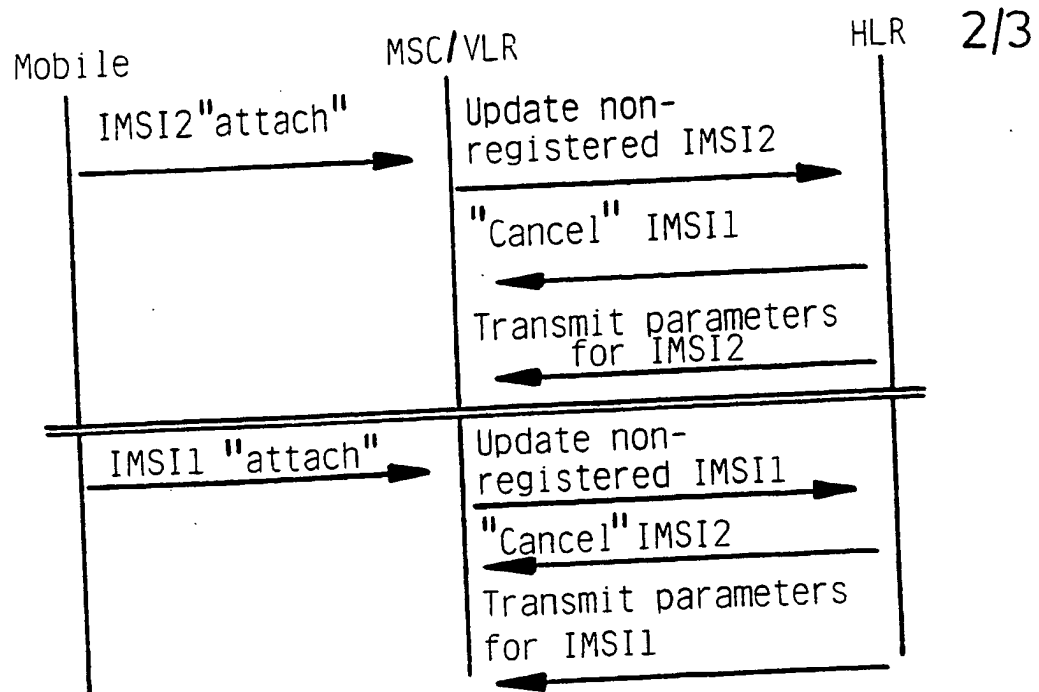 Mobile
MSC/VLR
HLR
2/3
IMSI2"attach"
Update non-
registered IMSI2
"Cancel" IMSI1
Transmit parameters
for IMSI2
IMSI1 "attach"
Update non-
registered IMSI1
"Cancel"IMSI2
Transmit parameters
for IMSI1